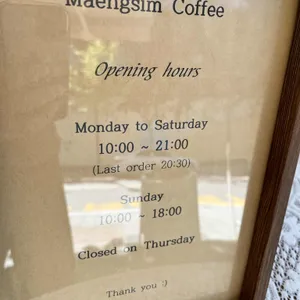 Maengsim Coffee
Opening hours
Monday to Saturday
10:00 ~ 21:00
(Last order 20:30)
Sunday
10:00 ~ 18:00
Closed on Thursday
Thank you :)